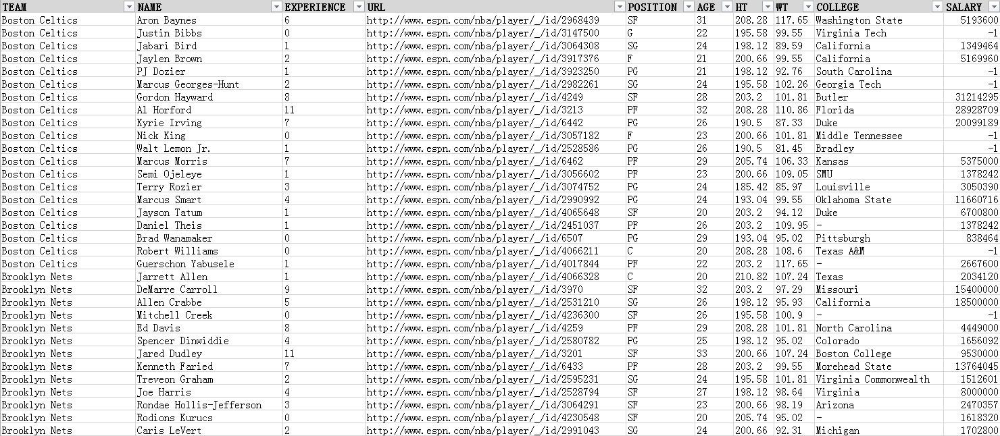 TEAM NAME EXPERIENCE URL POSITION AGE HT WT COLLEGE SALARY
Boston Celtics Aron Baynes 6 http://www.espn.com/nba/player/_/id/2968439 SF 31 208.28 117.65 Washington State 5193600
Boston Celtics Justin Bibbs 0 http://www.espn.com/nba/player/_/id/3147500 G 22 195.58 99.55 Virginia Tech -1
Boston Celtics Jabari Bird 1 http://www.espn.com/nba/player/_/id/3064308 SG 24 198.12 89.59 California 1349464
Boston Celtics Jaylen Brown 2 http://www.espn.com/nba/player/_/id/3917376 F 21 200.66 99.55 California 5169960
Boston Celtics PJ Dozier 1 http://www.espn.com/nba/player/_/id/3923250 PG 21 198.12 92.76 South Carolina -1
Boston Celtics Marcus Georges-Hunt 2 http://www.espn.com/nba/player/_/id/2982261 SG 24 195.58 102.26 Georgia Tech -1
Boston Celtics Gordon Hayward 8 http://www.espn.com/nba/player/_/id/4249 SF 28 203.2 101.81 Butler 31214295
Boston Celtics Al Horford 11 http://www.espn.com/nba/player/_/id/3213 PF 32 208.28 110.86 Florida 28928709
Boston Celtics Kyrie Irving 7 http://www.espn.com/nba/player/_/id/6442 PG 26 190.5 87.33 Duke 20099189
Boston Celtics Nick King 0 http://www.espn.com/nba/player/_/id/3057182 F 23 200.66 101.81 Middle Tennessee -1
Boston Celtics Walt Lemon Jr. 1 http://www.espn.com/nba/player/_/id/2528586 PG 26 190.5 81.45 Bradley -1
Boston Celtics Marcus Morris 7 http://www.espn.com/nba/player/_/id/6462 PF 29 205.74 106.33 Kansas 5375000
Boston Celtics Semi Ojeleye 1 http://www.espn.com/nba/player/_/id/3056602 PF 23 200.66 109.05 SMU 1378242
Boston Celtics Terry Rozier 3 http://www.espn.com/nba/player/_/id/3074752 PG 24 185.42 85.97 Louisville 3050390
Boston Celtics Marcus Smart 4 http://www.espn.com/nba/player/_/id/2990992 PG 24 193.04 99.55 Oklahoma State 11660716
Boston Celtics Jayson Tatum 1 http://www.espn.com/nba/player/_/id/4065648 SF 20 203.2 94.12 Duke 6700800
Boston Celtics Daniel Theis 1 http://www.espn.com/nba/player/_/id/2451037 PF 26 203.2 109.95 - 1378242
Boston Celtics Brad Wanamaker 0 http://www.espn.com/nba/player/_/id/6507 PG 29 193.04 95.02 Pittsburgh 838464
Boston Celtics Robert Williams 0 http://www.espn.com/nba/player/_/id/4066211 C 20 208.28 108.6 Texas A&M -1
Boston Celtics Guerschon Yabusele 1 http://www.espn.com/nba/player/_/id/4017844 PF 22 203.2 117.65 - 2667600
Brooklyn Nets Jarrett Allen 1 http://www.espn.com/nba/player/_/id/4066328 C 20 210.82 107.24 Texas 2034120
Brooklyn Nets DeMarre Carroll 9 http://www.espn.com/nba/player/_/id/3970 SF 32 203.2 97.29 Missouri 15400000
Brooklyn Nets Allen Crabbe 5 http://www.espn.com/nba/player/_/id/2531210 SG 26 198.12 95.93 California 18500000
Brooklyn Nets Mitchell Creek 0 http://www.espn.com/nba/player/_/id/4236300 SF 26 195.58 100.9 - -1
Brooklyn Nets Ed Davis 8 http://www.espn.com/nba/player/_/id/4259 PF 29 208.28 101.81 North Carolina 4449000
Brooklyn Nets Spencer Dinwiddie 4 http://www.espn.com/nba/player/_/id/2580782 PG 25 198.12 95.02 Colorado 1656092
Brooklyn Nets Jared Dudley 11 http://www.espn.com/nba/player/_/id/3201 SF 33 200.66 107.24 Boston College 9530000
Brooklyn Nets Kenneth Faried 7 http://www.espn.com/nba/player/_/id/6433 PF 28 203.2 99.55 Morehead State 13764045
Brooklyn Nets Treveon Graham 2 http://www.espn.com/nba/player/_/id/2595231 SG 24 195.58 101.81 Virginia Commonwealth 1512601
Brooklyn Nets Joe Harris 4 http://www.espn.com/nba/player/_/id/2528794 SF 27 198.12 98.64 Virginia 8000000
Brooklyn Nets Rondae Hollis-Jefferson 3 http://www.espn.com/nba/player/_/id/3064291 SF 23 200.66 98.19 Arizona 2470357
Brooklyn Nets Rodions Kurucs 0 http://www.espn.com/nba/player/_/id/4230548 SF 20 205.74 95.02 - 1618320
Brooklyn Nets Caris LeVert 2 http://www.espn.com/nba/player/_/id/2991043 SG 24 200.66 92.31 Michigan 1702800